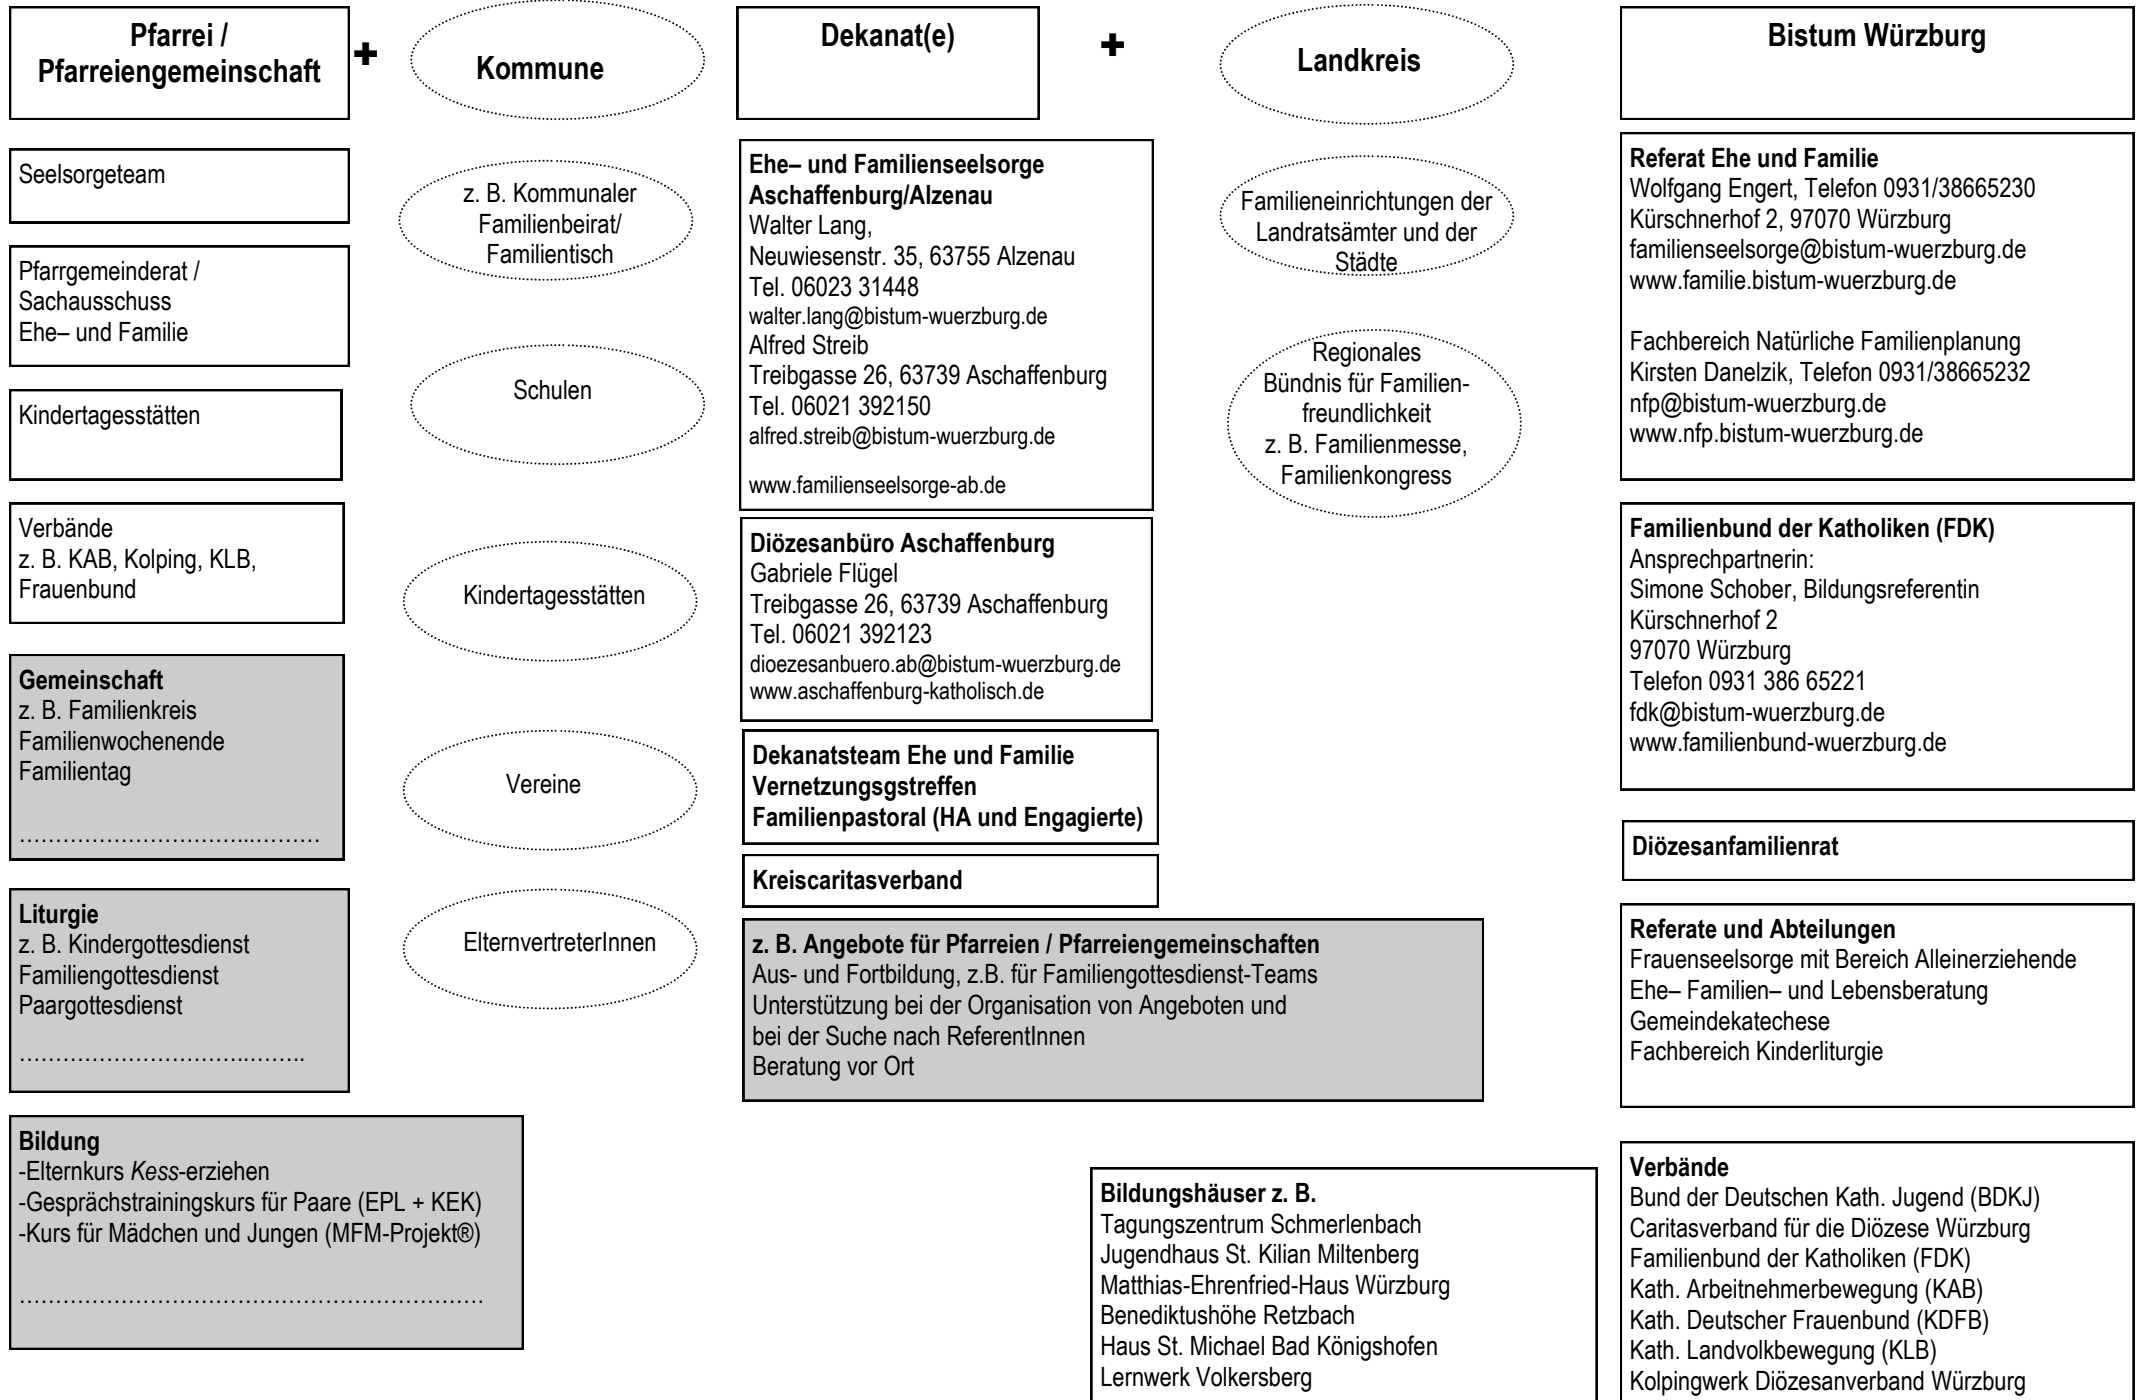 Pfarrei /
Pfarreiengemeinschaft
+
Kommune
Dekanat(e)
+
Landkreis
Bistum Würzburg
Seelsorgeteam
Pfarrgemeinderat /
Sachausschuss
Ehe– und Familie
Kindertagesstätten
Verbände
z. B. KAB, Kolping, KLB,
Frauenbund
Gemeinschaft
z. B. Familienkreis
Familienwochenende
Familientag
…………………………...………
Liturgie
z. B. Kindergottesdienst
Familiengottesdienst
Paargottesdienst
…………………………..……..
Bildung
-Elternkurs Kess-erziehen
-Gesprächstrainingskurs für Paare (EPL + KEK)
-Kurs für Mädchen und Jungen (MFM-Projekt®)
……………………………………………………….
z. B. Kommunaler
Familienbeirat/
Familientisch
Schulen
Kindertagesstätten
Vereine
ElternvertreterInnen
Ehe– und Familienseelsorge
Aschaffenburg/Alzenau
Walter Lang,
Neuwiesenstr. 35, 63755 Alzenau
Tel. 06023 31448
walter.lang@bistum-wuerzburg.de
Alfred Streib
Treibgasse 26, 63739 Aschaffenburg
Tel. 06021 392150
alfred.streib@bistum-wuerzburg.de
www.familienseelsorge-ab.de
Diözesanbüro Aschaffenburg
Gabriele Flügel
Treibgasse 26, 63739 Aschaffenburg
Tel. 06021 392123
dioezesanbuero.ab@bistum-wuerzburg.de
www.aschaffenburg-katholisch.de
Dekanatsteam Ehe und Familie
Vernetzungsgstreffen
Familienpastoral (HA und Engagierte)
Kreiscaritasverband
z. B. Angebote für Pfarreien / Pfarreiengemeinschaften
Aus- und Fortbildung, z.B. für Familiengottesdienst-Teams
Unterstützung bei der Organisation von Angeboten und
bei der Suche nach ReferentInnen
Beratung vor Ort
Familieneinrichtungen der
Landratsämter und der
Städte
Regionales
Bündnis für Familien-
freundlichkeit
z. B. Familienmesse,
Familienkongress
Bildungshäuser z. B.
Tagungszentrum Schmerlenbach
Jugendhaus St. Kilian Miltenberg
Matthias-Ehrenfried-Haus Würzburg
Benediktushöhe Retzbach
Haus St. Michael Bad Königshofen
Lernwerk Volkersberg
Referat Ehe und Familie
Wolfgang Engert, Telefon 0931/38665230
Kürschnerhof 2, 97070 Würzburg
familienseelsorge@bistum-wuerzburg.de
www.familie.bistum-wuerzburg.de
Fachbereich Natürliche Familienplanung
Kirsten Danelzik, Telefon 0931/38665232
nfp@bistum-wuerzburg.de
www.nfp.bistum-wuerzburg.de
Familienbund der Katholiken (FDK)
Ansprechpartnerin:
Simone Schober, Bildungsreferentin
Kürschnerhof 2
97070 Würzburg
Telefon 0931 386 65221
fdk@bistum-wuerzburg.de
www.familienbund-wuerzburg.de
Diözesanfamilienrat
Referate und Abteilungen
Frauenseelsorge mit Bereich Alleinerziehende
Ehe– Familien– und Lebensberatung
Gemeindekatechese
Fachbereich Kinderliturgie
Verbände
Bund der Deutschen Kath. Jugend (BDKJ)
Caritasverband für die Diözese Würzburg
Familienbund der Katholiken (FDK)
Kath. Arbeitnehmerbewegung (KAB)
Kath. Deutscher Frauenbund (KDFB)
Kath. Landvolkbewegung (KLB)
Kolpingwerk Diözesanverband Würzburg